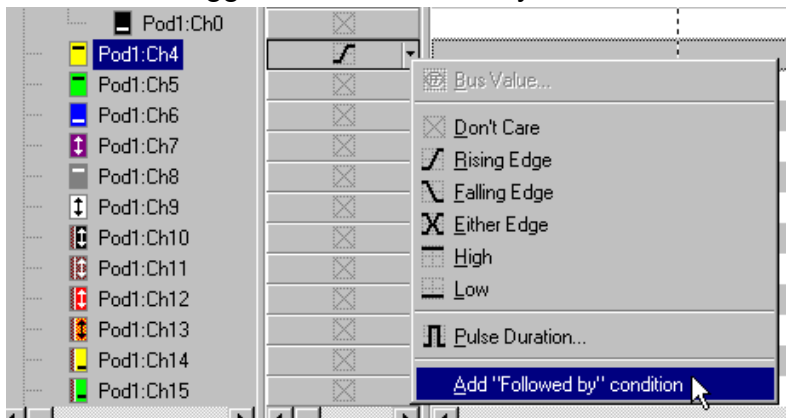 Pod1:Ch0
Pod1:Ch4
Pod1:Ch5
Pod1:Ch6
Pod1:Ch7
Pod1:Ch8
Pod1:Ch9
Pod1:Ch10
Pod1:Ch11
Pod1:Ch12
Pod1:Ch13
Pod1:Ch14
Pod1:Ch15
Bus Value...
Don't Care
Rising Edge
Falling Edge
Either Edge
High
Low
Pulse Duration...
Add "Followed by" condition